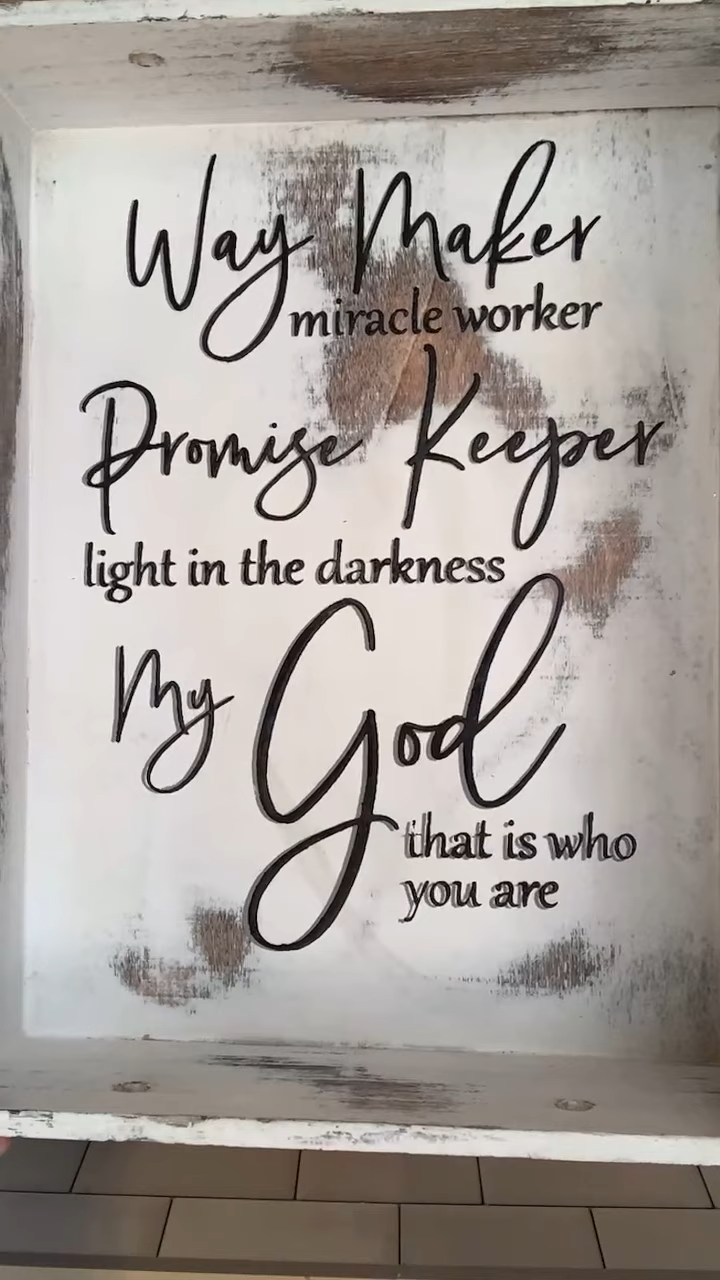 Way Maker
miracle worker
Promise Keeper
light in the darkness
My God
that is who
you are